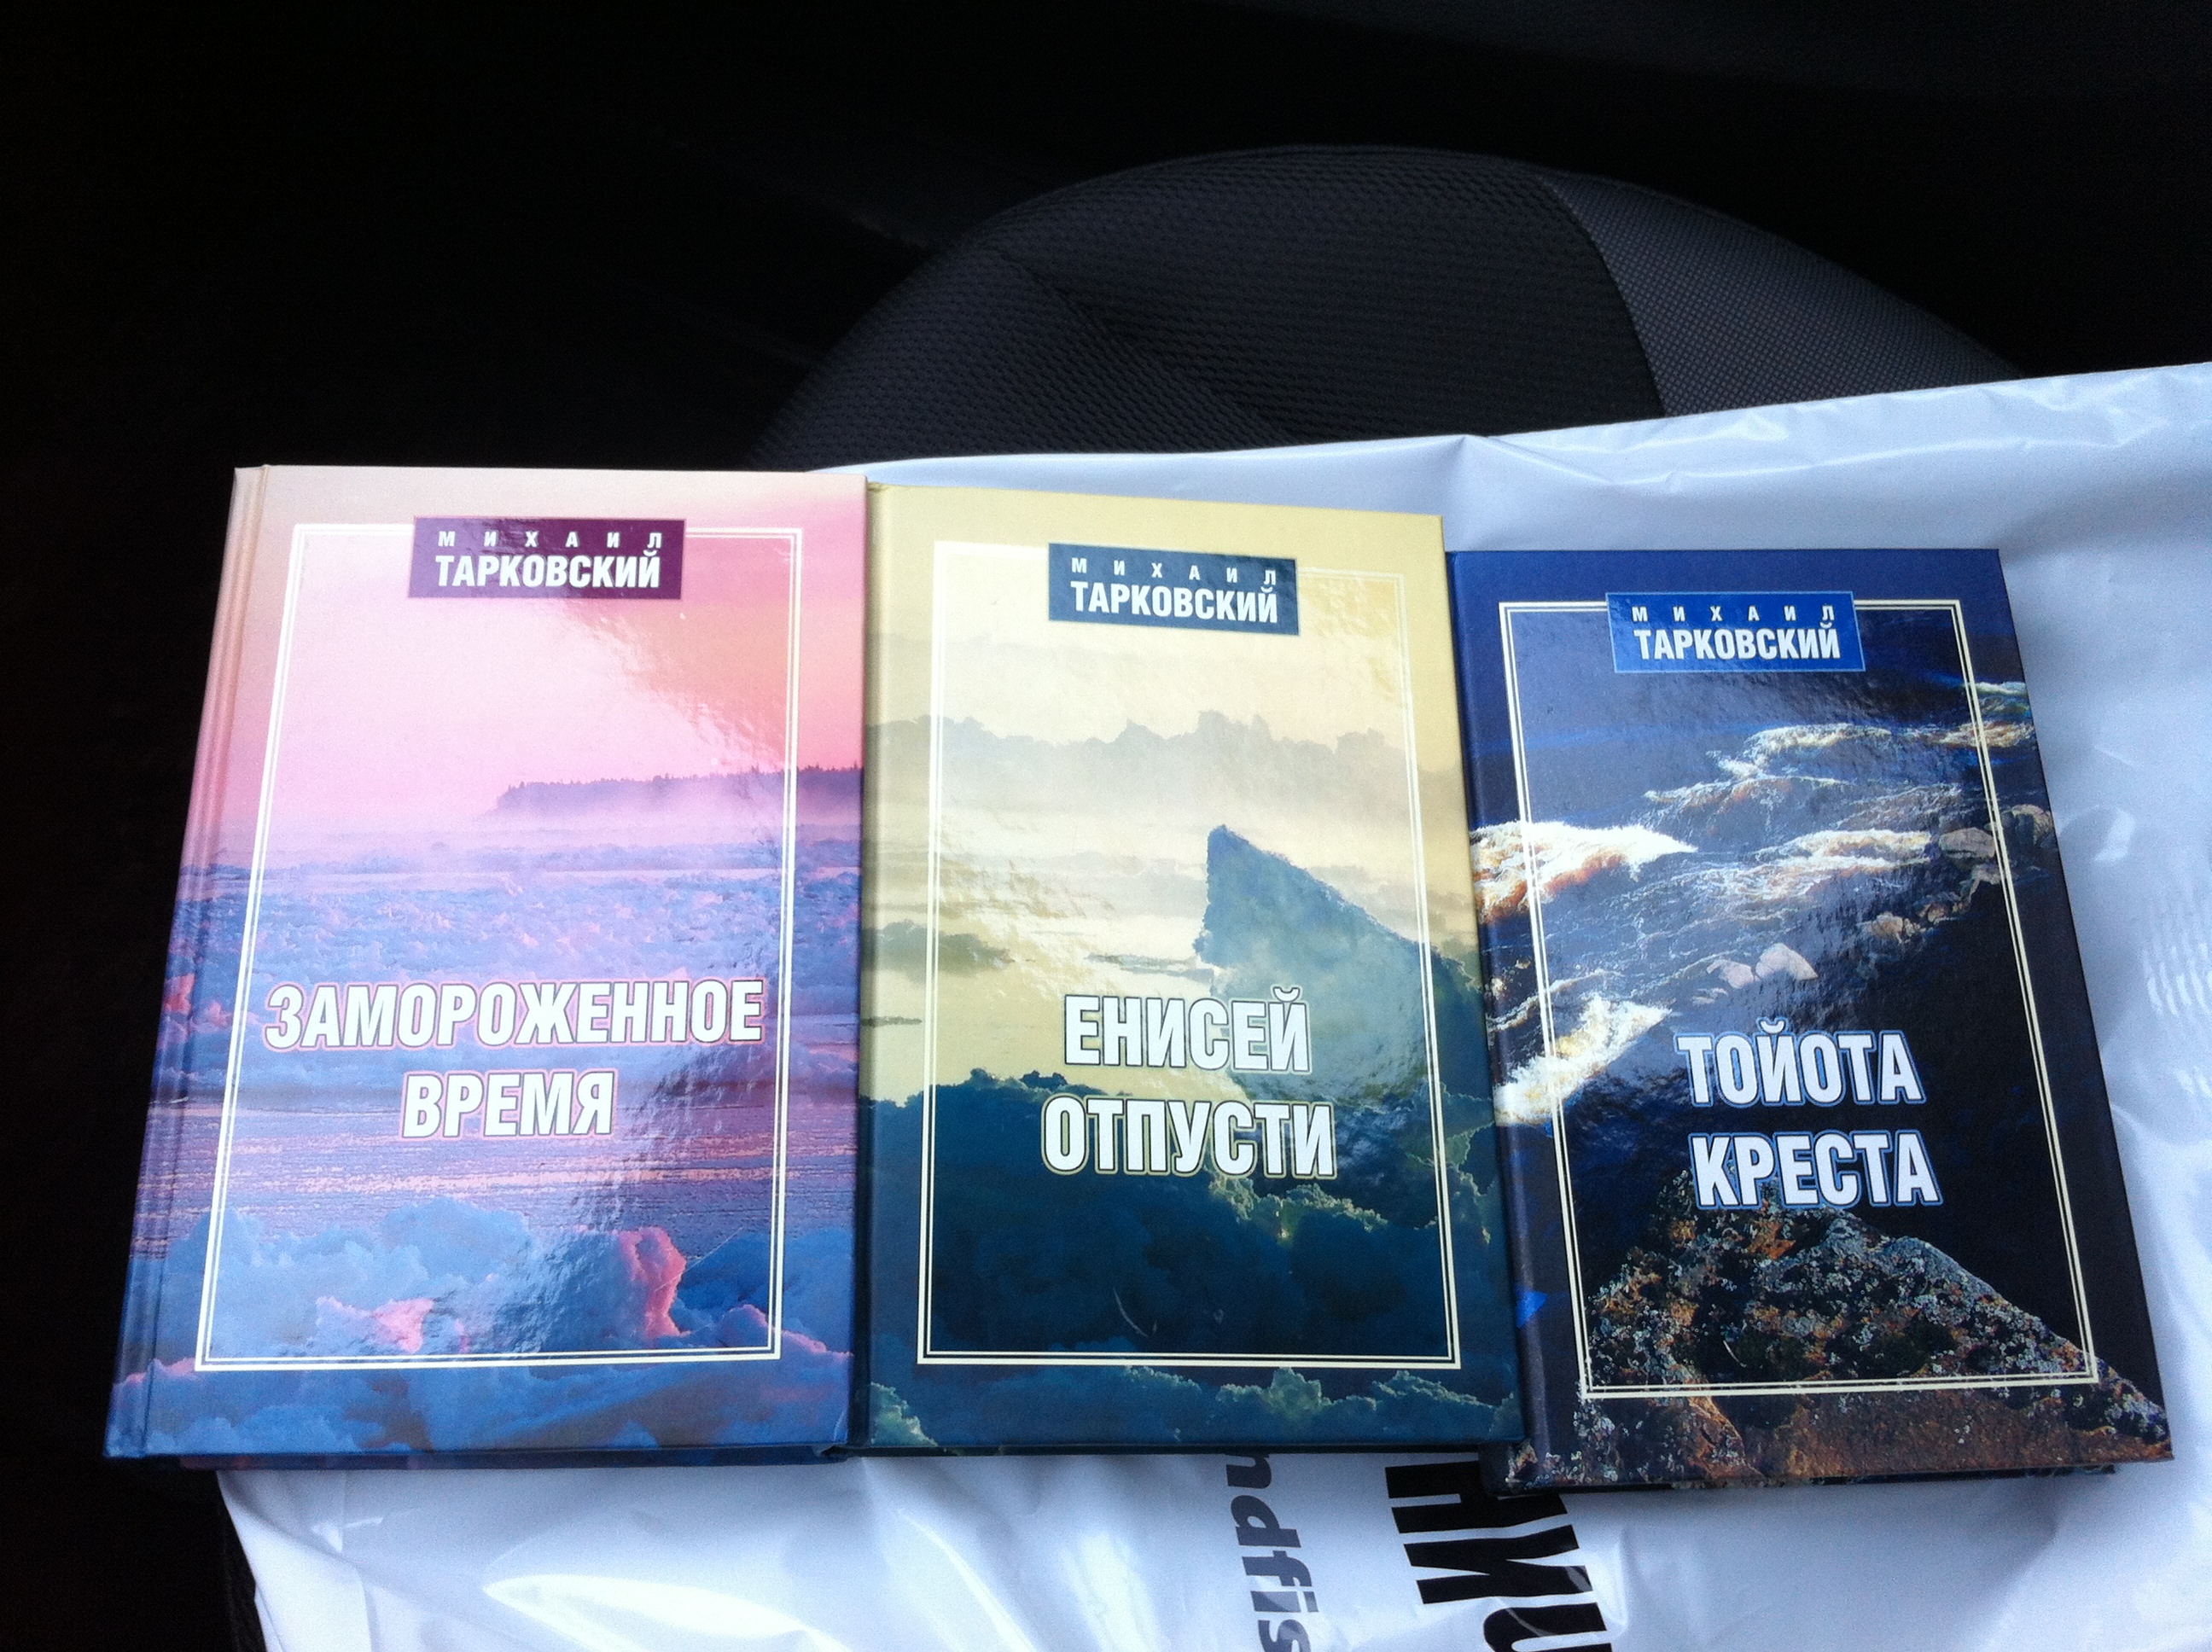 МИХАИЛ
ТАРКОВСКИЙ
ЗАМОРОЖЕННОЕ
ВРЕМЯ
МИХАИЛ
ТАРКОВСКИЙ
ЕНИСЕЙ
ОТПУСТИ
МИХАИЛ
ТАРКОВСКИЙ
ТОЙОТА
КРЕСТА